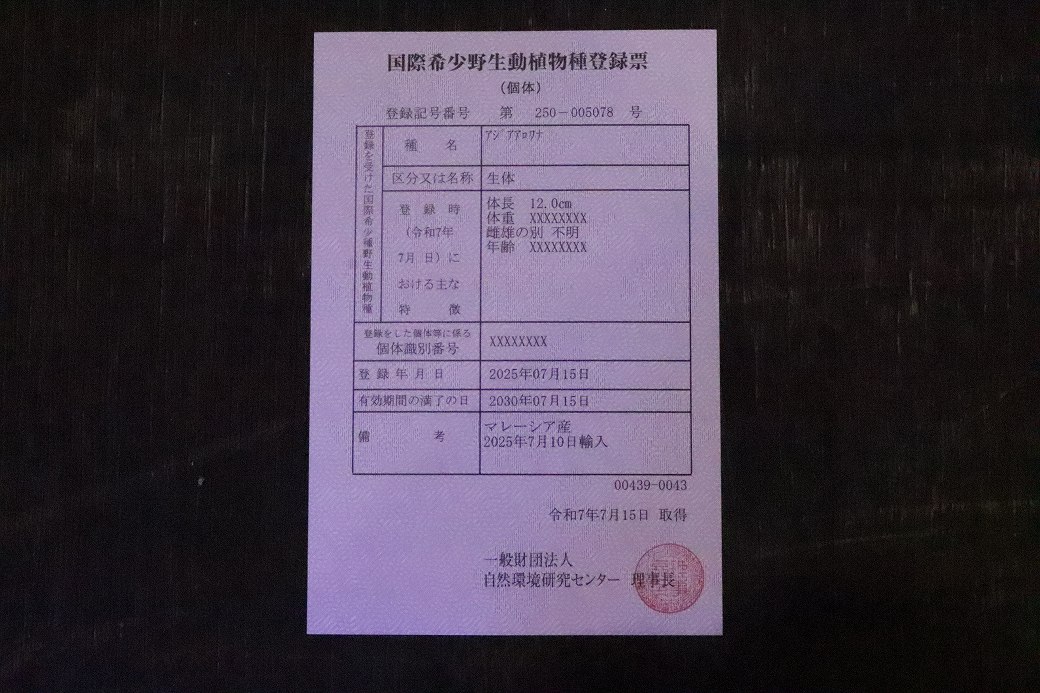 国際希少野生動植物種登録票
（個体）
登録記号番号　第　250－005078　号
登録を受けた国際希少種野生動植物種
種　名
ｱｼﾞｱｱﾛﾜﾅ
区分又は名称
生体
登　録　時
（令和7年
7月　日）に
おける主な
特　　徴
体長　12.0cm
体重　XXXXXXXX
雌雄の別　不明
年齢　XXXXXXXX
登録をした個体等に係る
個体識別番号
XXXXXXXX
登 録 年 月 日
2025年07月15日
有効期間の満了の日
2030年07月15日
備　　考
マレーシア産
2025年7月10日輸入
00439-0043
令和7年7月15日　取得
一般財団法人
自然環境研究センター　理事長